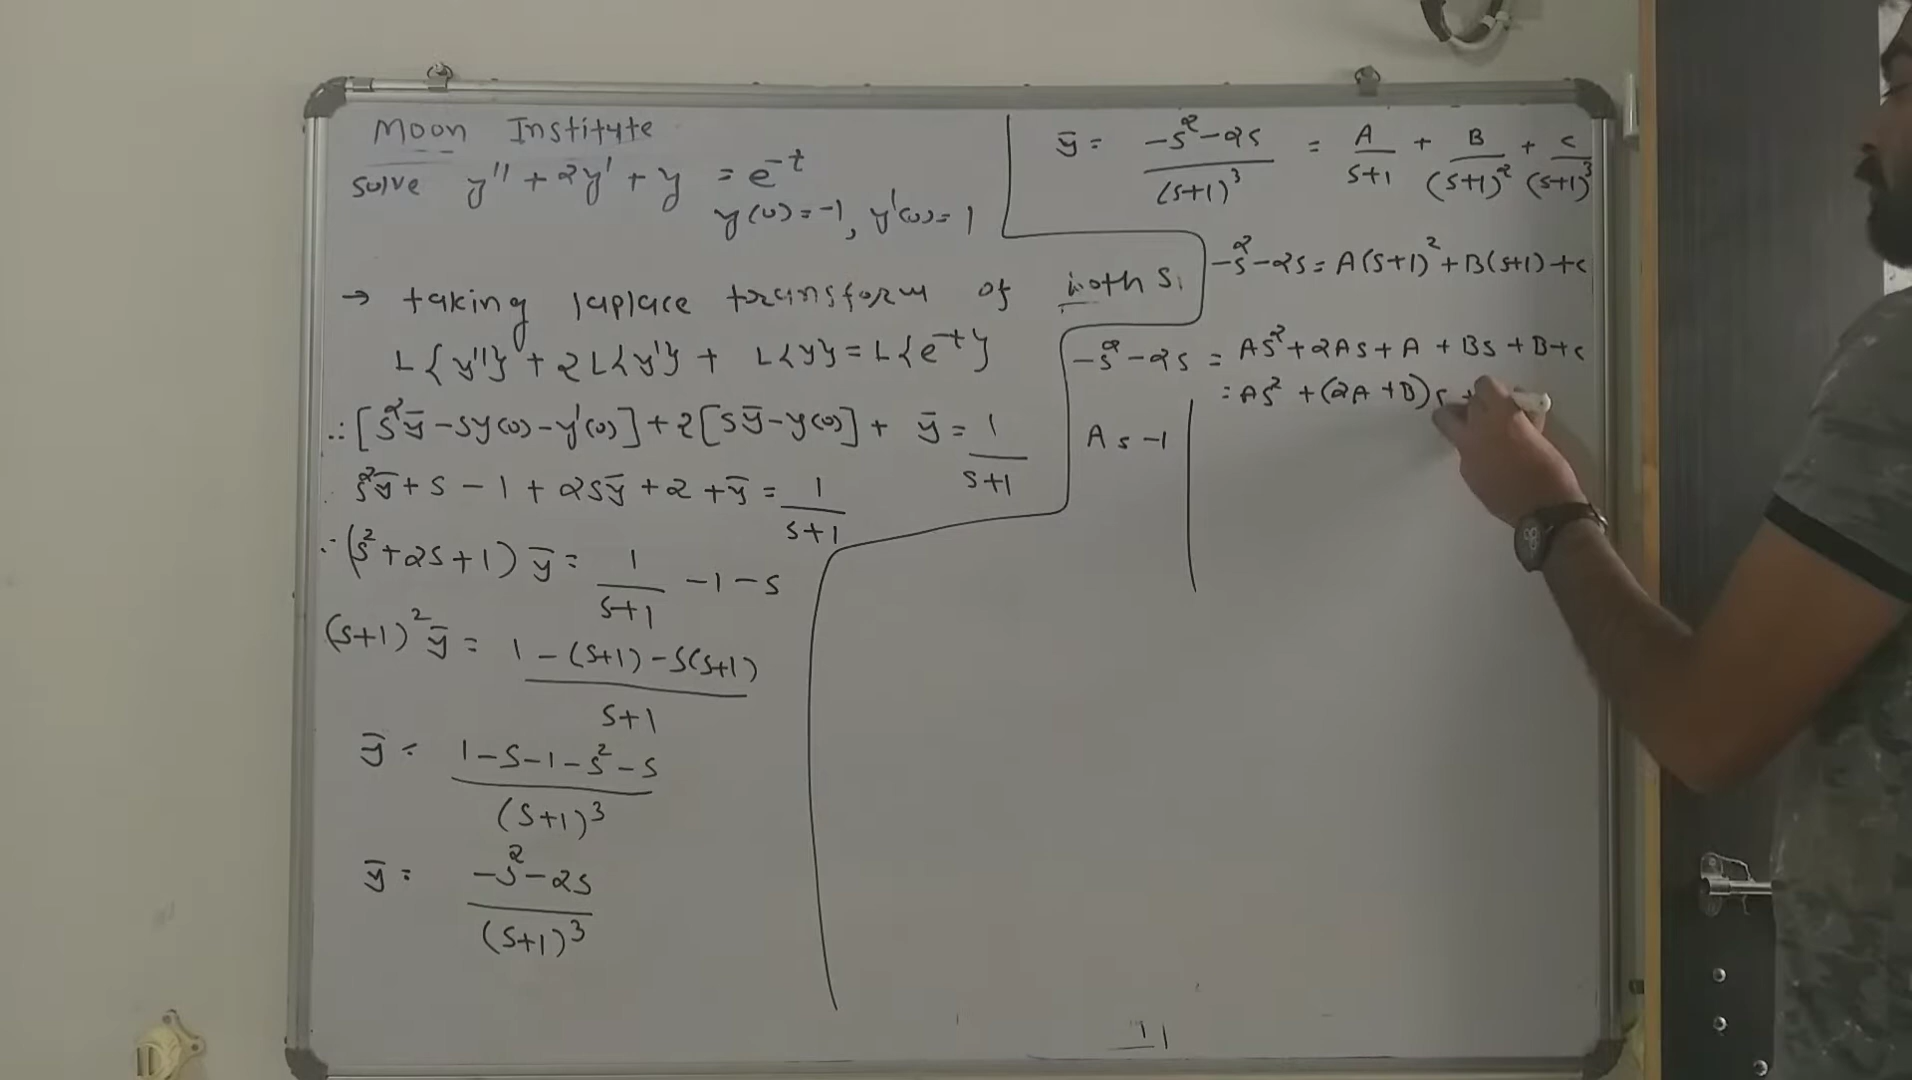 Moon Institute
solve y'' + 2y' + y = e^-t
y(0)=-1, y'(0)=1
→ taking laplace transform of both S.
L{y''} + 2L{y'} + L{y} = L{e^-t}
∴ [s²ȳ - sy(0) - y'(0)] + 2[sȳ - y(0)] + ȳ = 1/(s+1)
s²ȳ + s - 1 + 2sȳ + 2 + ȳ = 1/(s+1)
∴ (s²+2s+1) ȳ = 1/(s+1) - 1 - s
(s+1)² ȳ = (1 - (s+1) - s(s+1))/(s+1)
ȳ = (1-s-1-s²-s)/(s+1)³
ȳ = (-s²-2s)/(s+1)³
ȳ = (-s²-2s)/(s+1)³ = A/(s+1) + B/(s+1)² + c/(s+1)³
-s²-2s = A(s+1)² + B(s+1) + c
-s²-2s = As² + 2As + A + Bs + B + c
= As² + (2A + B)s +
A = -1